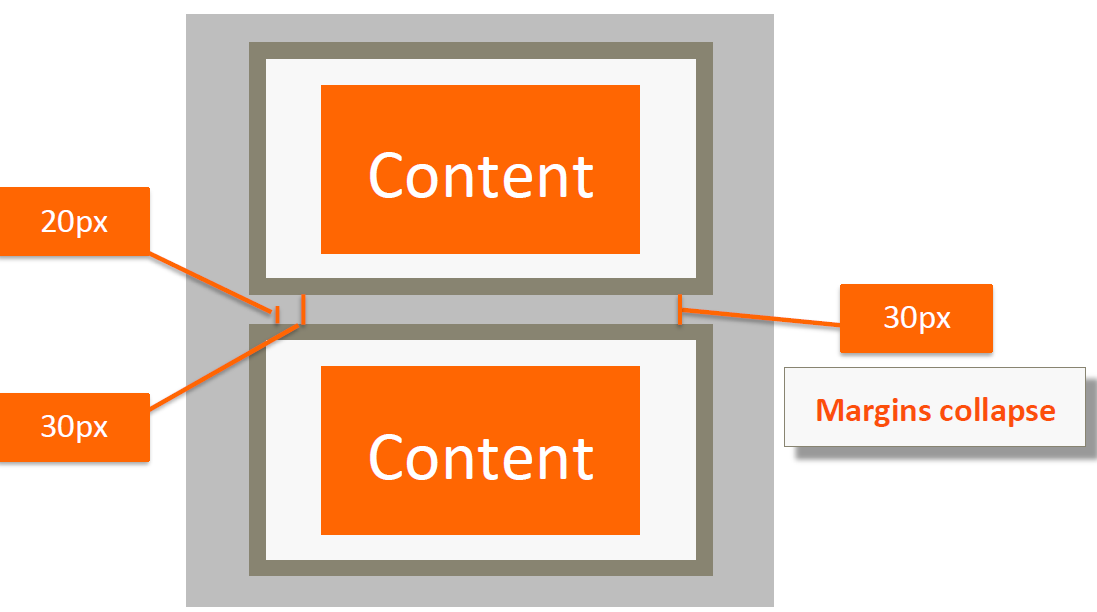 Content
20px
30px
30px
Margins collapse
Content